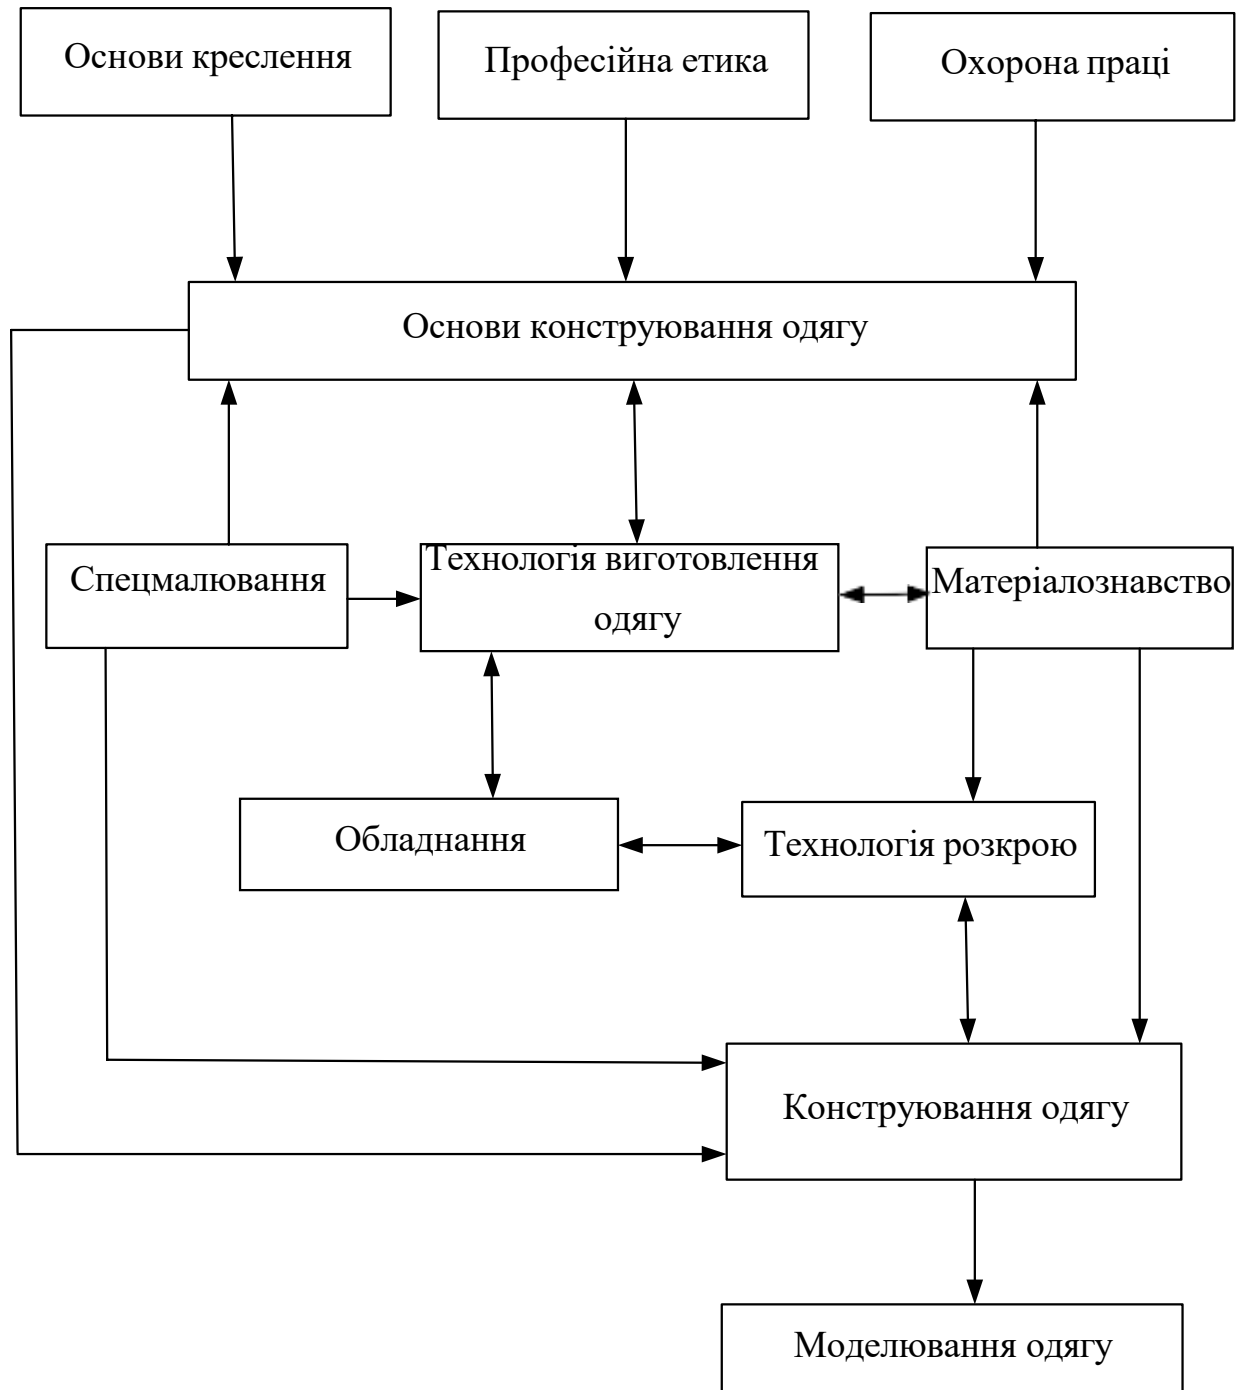 Основи креслення
Професійна етика
Охорона праці
Основи конструювання одягу
Спецмалювання
Технологія виготовлення
одягу
Матеріалознавство
Обладнання
Технологія розкрою
Конструювання одягу
Моделювання одягу